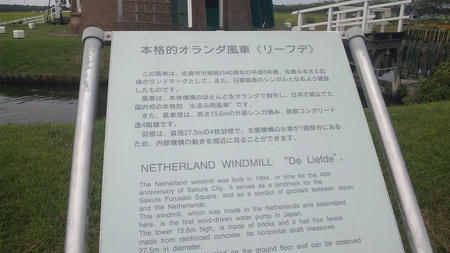 本格的オランダ風車《リーフデ》
この風車は、佐倉市市制施行40周年の平成6年春、佐倉ふるさと広
場のランドマークとして、また、日蘭親善のシンボルとなるよう建設
したものです。
風車は、本体機構のほとんどをオランダで製作し、日本で組立てた
国内初の本格的"水汲み用風車"です。
また、風車塔は、高さ15.6mの外壁レンガ積み、鉄筋コンクリート
造4階建です。
羽根は、直径27.5mの4枚羽根で、主要機構の水車が1階部分にある
ため、内部機構の動きを間近に見ることができます。
NETHERLAND WINDMILL "De Liefde"
The Netherland windmill was built in 1994, in time for the 40th
anniversary of Sakura City. It serves as a landmark for the
Sakura Furusato Square, and as a symbol of goodwill between Japan
and the Netherlands.
This windmill, which was made in the Netherlands and assembled
here, is the first wind-driven water pump in Japan.
The tower 15.6m high, is made of bricks and it has four levels
made from reinforced concrete. Its horizontal shaft measures
27.5m in diameter.
on the ground floor and can be observed